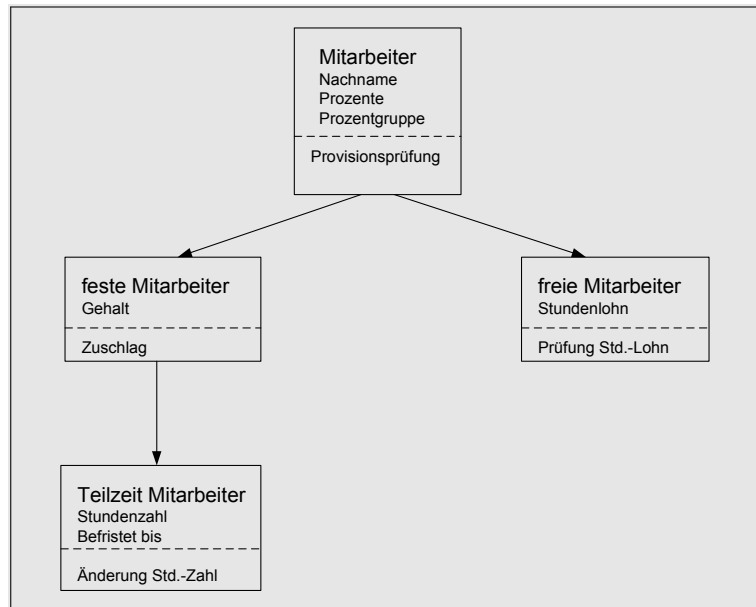 Mitarbeiter
Nachname
Prozente
Prozentgruppe
Provisionsprüfung
feste Mitarbeiter
Gehalt
Zuschlag
freie Mitarbeiter
Stundenlohn
Prüfung Std.-Lohn
Teilzeit Mitarbeiter
Stundenzahl
Befristet bis
Änderung Std.-Zahl